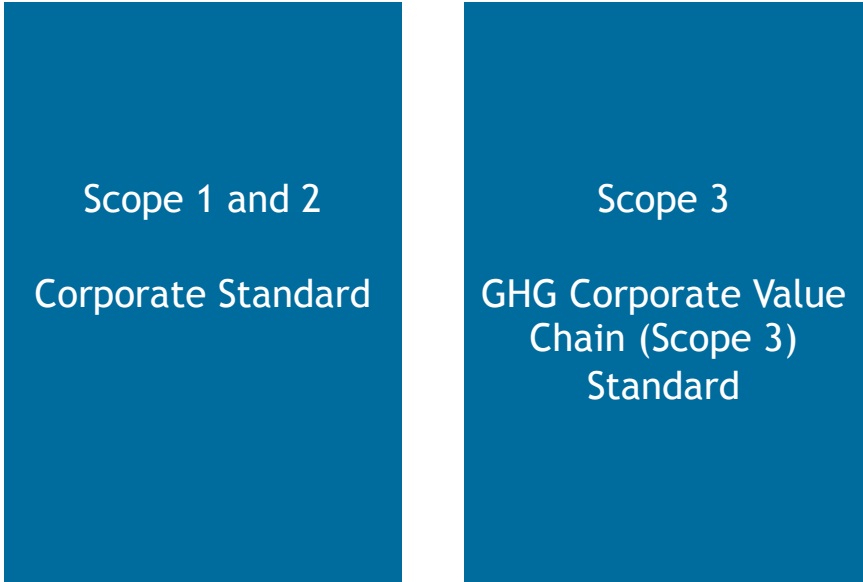 Scope 1 and 2
Corporate Standard
Scope 3
GHG Corporate Value
Chain (Scope 3)
Standard